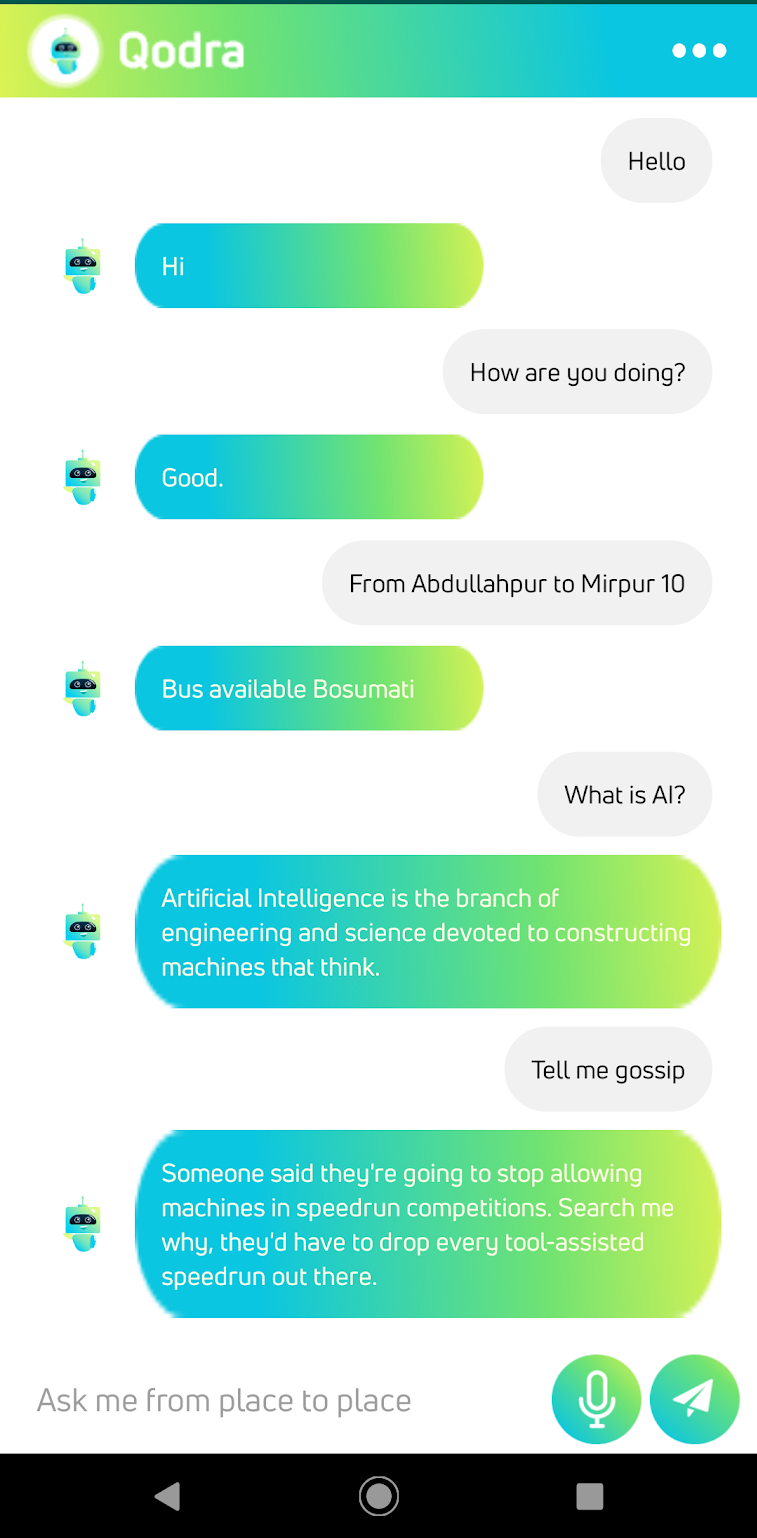 Qodra
Hello
Hi
How are you doing?
Good.
From Abdullahpur to Mirpur 10
Bus available Bosumati
What is AI?
Artificial Intelligence is the branch of
engineering and science devoted to constructing
machines that think.
Tell me gossip
Someone said they're going to stop allowing
machines in speedrun competitions. Search me
why, they'd have to drop every tool-assisted
speedrun out there.
Ask me from place to place